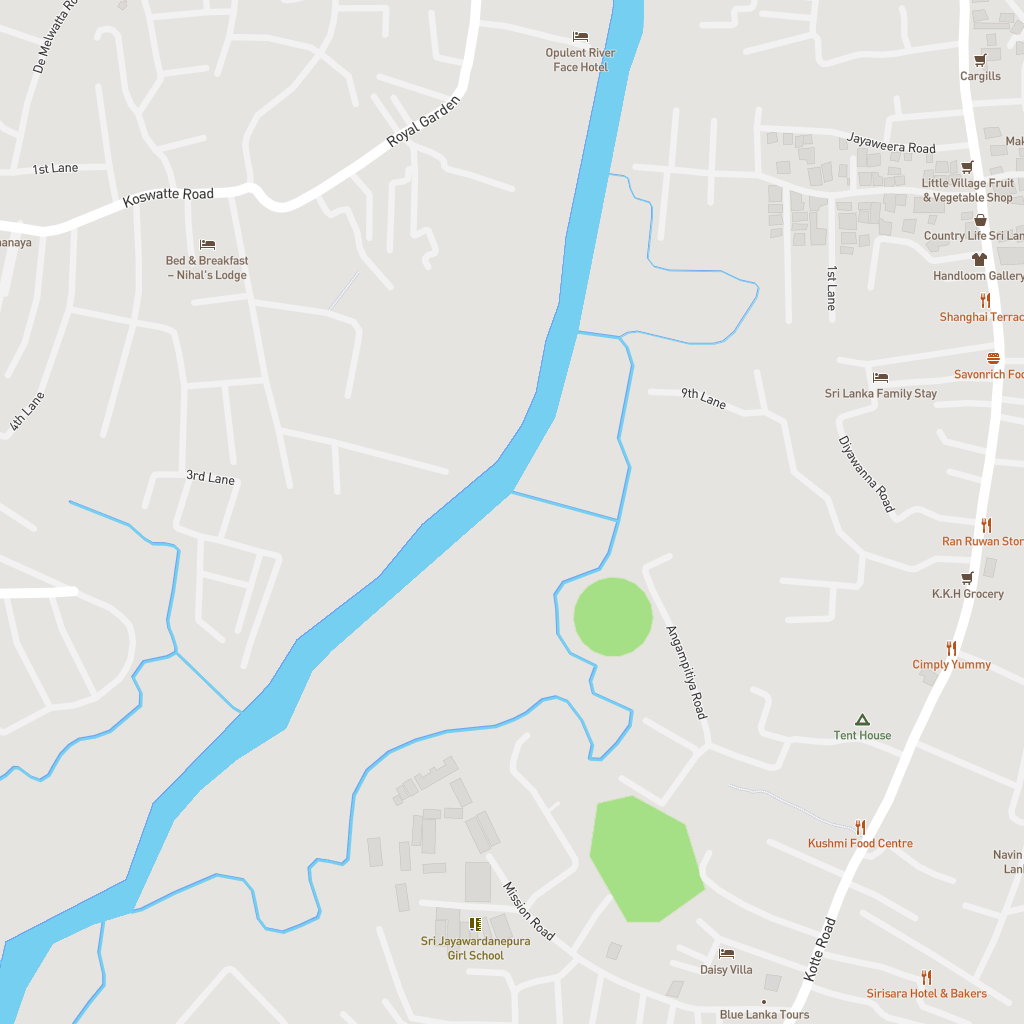 De Melwatta Ro
Opulent River
Face Hotel
Cargills
Royal Garden
Jayaweera Road
Mak
1st Lane
Koswatte Road
Little Village Fruit
& Vegetable Shop
Country Life Sri Lan
anaya
Bed & Breakfast
– Nihal's Lodge
1st Lane
Handloom Gallery
Shanghai Terrac
Savonrich Foo
Sri Lanka Family Stay
9th Lane
4th Lane
Diyawanna Road
3rd Lane
Ran Ruwan Stor
K.K.H Grocery
Angampitiya Road
Cimply Yummy
Tent House
Kushmi Food Centre
Navin
Lank
Mission Road
Sri Jayawardanepura
Girl School
Kotte Road
Daisy Villa
Sirisara Hotel & Bakers
Blue Lanka Tours